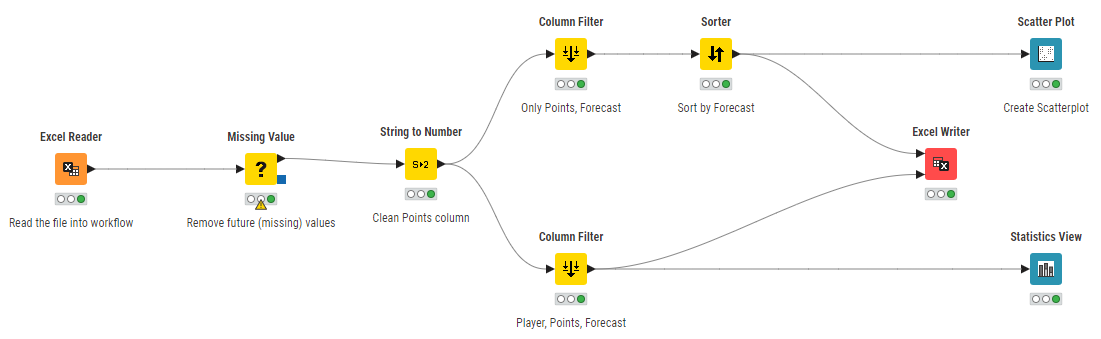 Column Filter
Sorter
Scatter Plot
Only Points, Forecast
Sort by Forecast
Create Scatterplot
Excel Reader
Missing Value
String to Number
Excel Writer
?
S▸2
Read the file into workflow
Remove future (missing) values
Clean Points column
Column Filter
Statistics View
Player, Points, Forecast